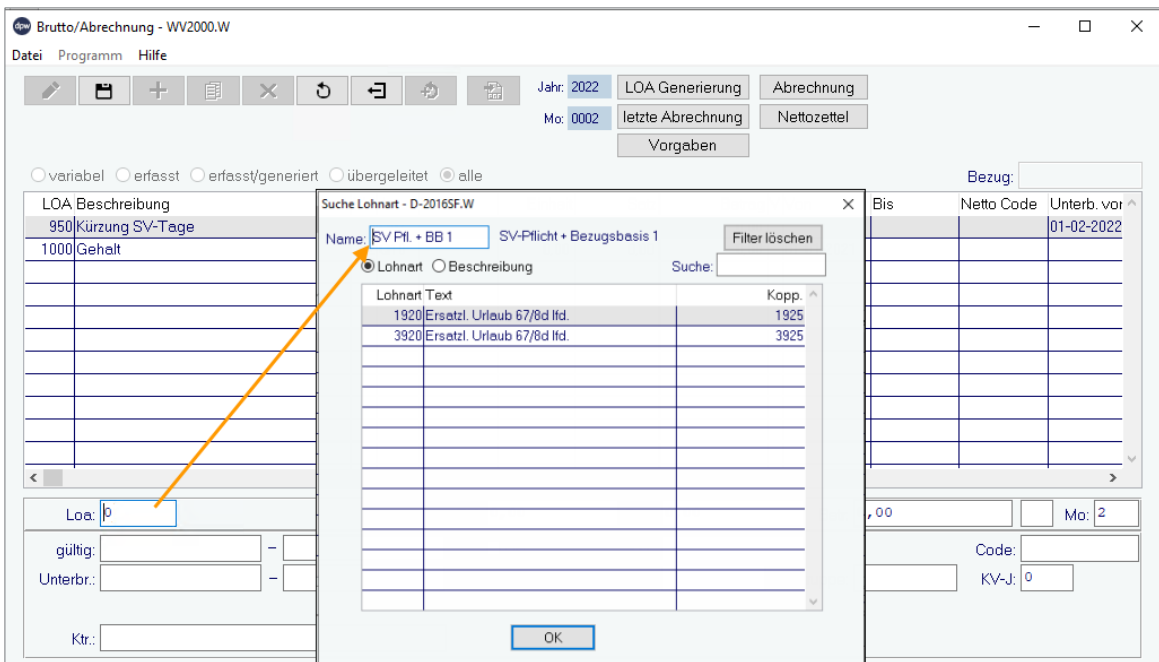 dpw Brutto/Abrechnung - WV2000.W
Datei Programm Hilfe
Jahr: 2022 LOA Generierung Abrechnung
Mo: 0002 letzte Abrechnung Nettozettel
Vorgaben
variabel erfasst erfasst/generiert übergeleitet alle Bezug:
LOA Beschreibung Bis Netto Code Unterb. vor
950 Kürzung SV-Tage 01-02-2022
1000 Gehalt
Suche Lohnart - D-2016SF.W
Name: SV Pfl. + BB 1 SV-Pflicht + Bezugsbasis 1 Filter löschen
Lohnart Beschreibung Suche:
Lohnart Text Kopp.
1920 Ersatzl. Urlaub 67/8d lfd. 1925
3920 Ersatzl. Urlaub 67/8d lfd. 3925
OK
Loa: 0 ,00 Mo: 2
gültig: – Code:
Unterbr.: – KV-J: 0
Ktr.: